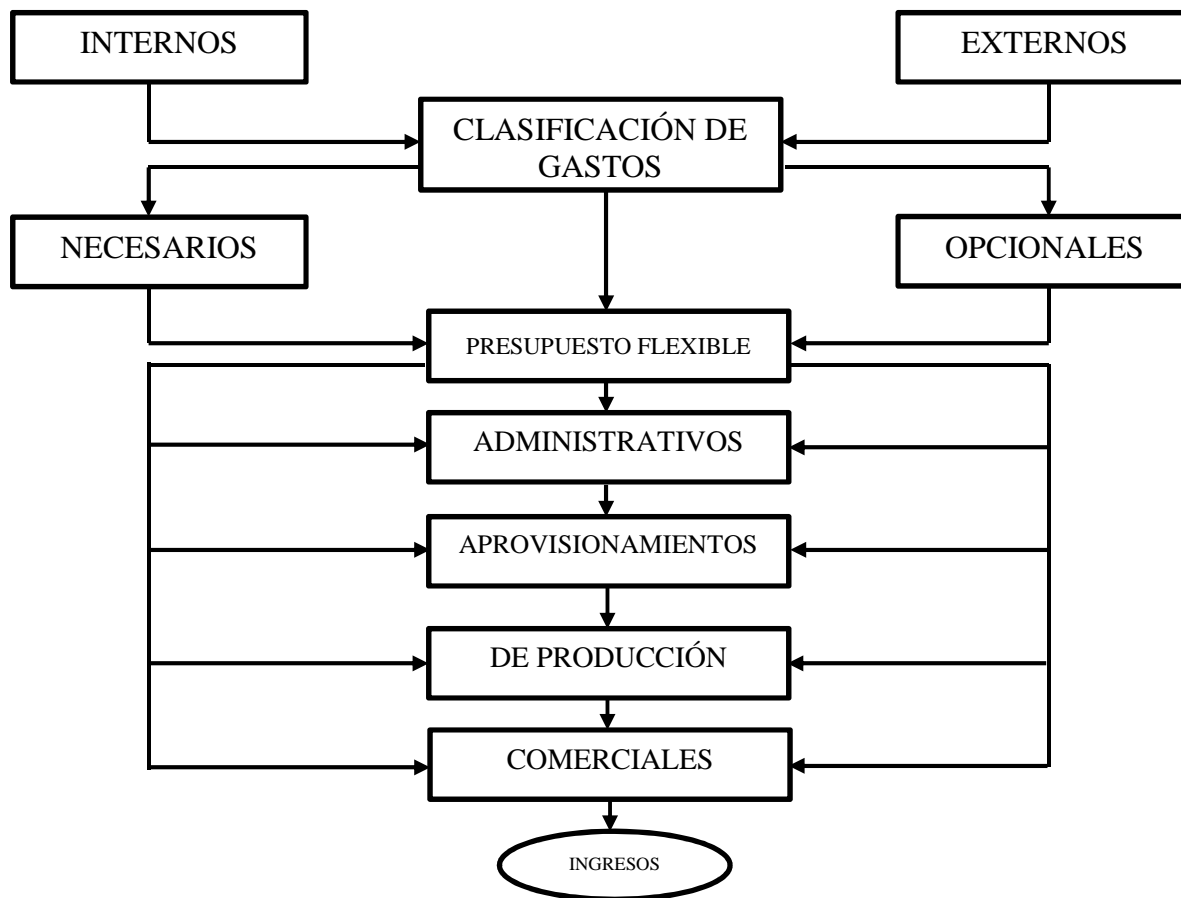 INTERNOS
EXTERNOS
CLASIFICACIÓN DE
GASTOS
NECESARIOS
OPCIONALES
PRESUPUESTO FLEXIBLE
ADMINISTRATIVOS
APROVISIONAMIENTOS
DE PRODUCCIÓN
COMERCIALES
INGRESOS